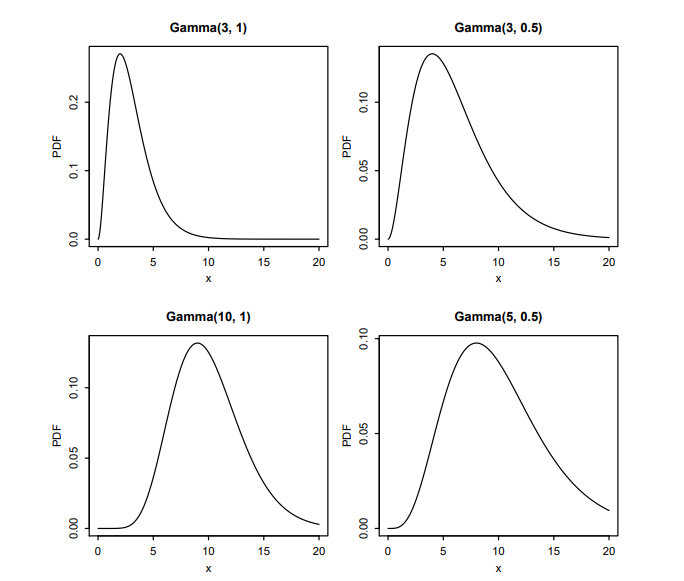 Gamma(3, 1)
PDF
0.0 0.1 0.2
0 5 10 15 20
x
Gamma(3, 0.5)
PDF
0.00 0.05 0.10
0 5 10 15 20
x
Gamma(10, 1)
PDF
0.00 0.05 0.10
0 5 10 15 20
x
Gamma(5, 0.5)
PDF
0.00 0.05 0.10
0 5 10 15 20
x